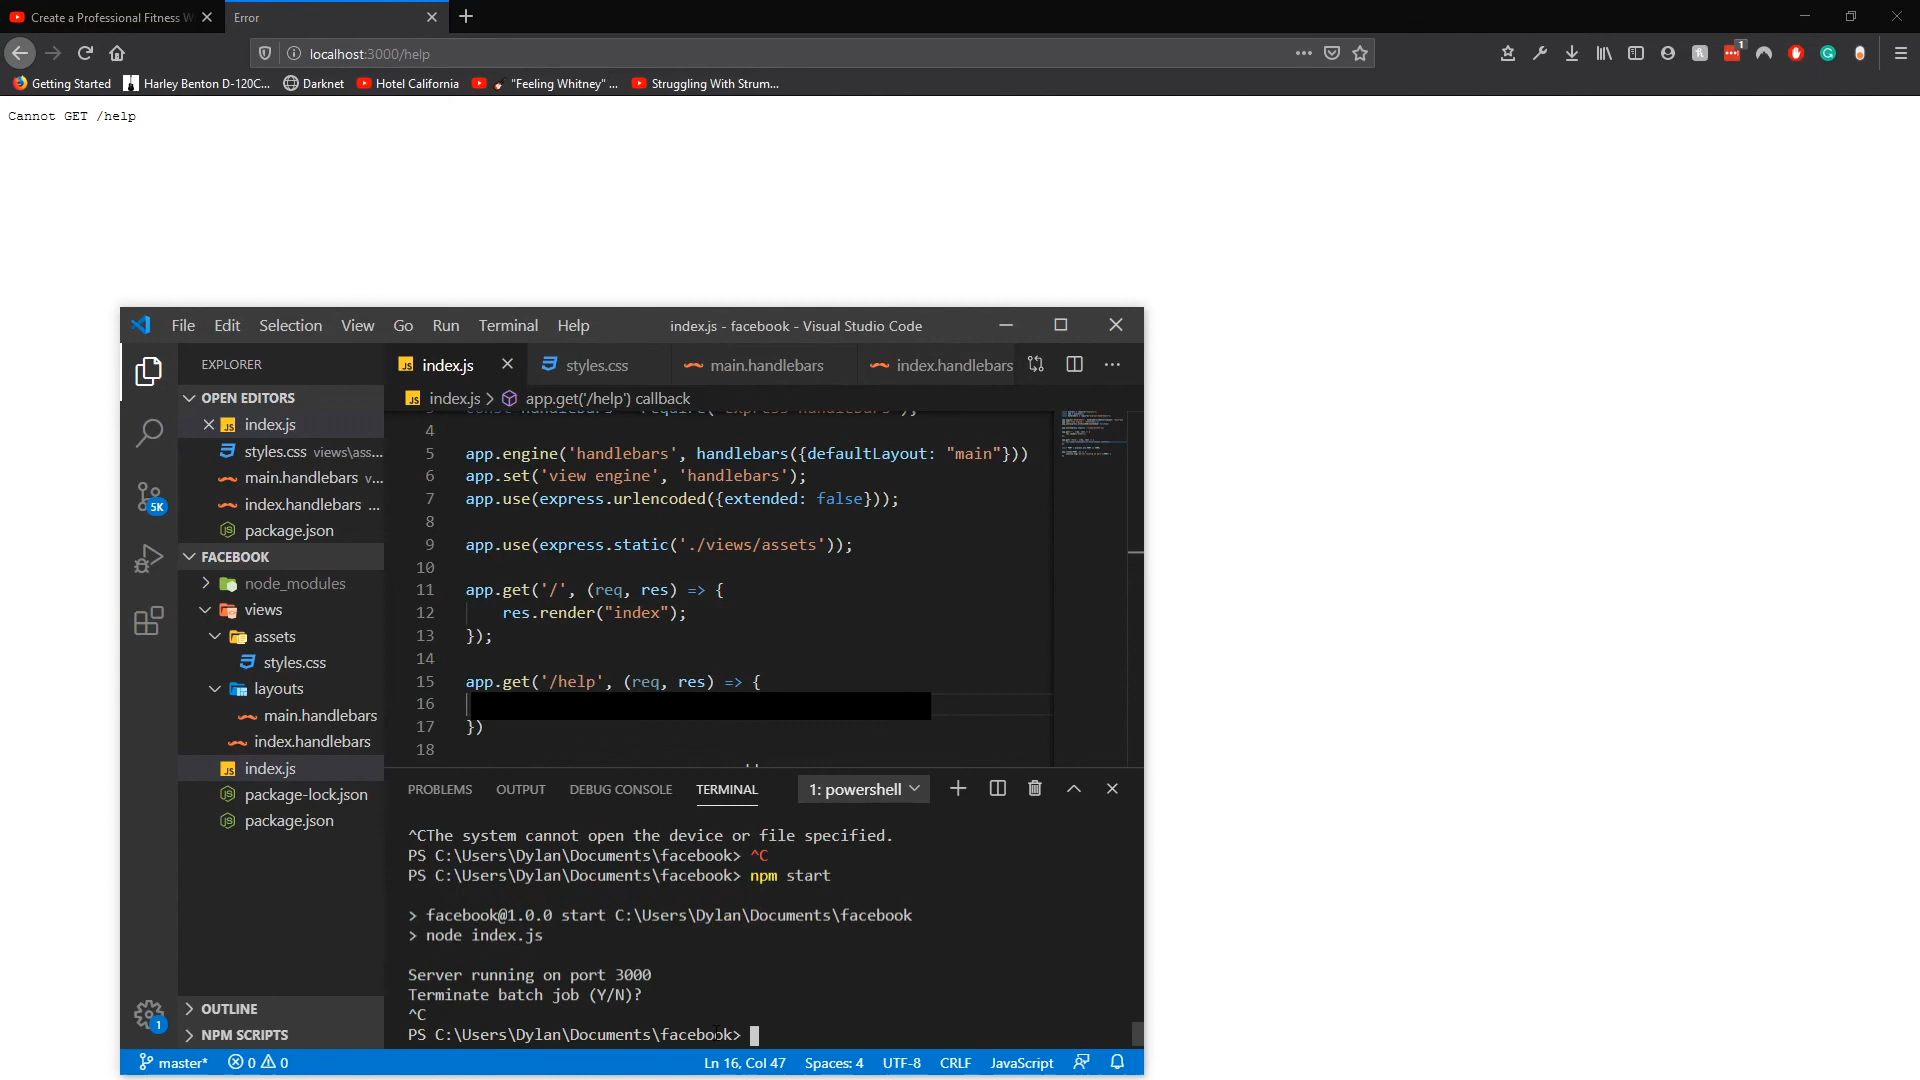 Create a Professional Fitness W
Error
localhost:3000/help
1
Getting Started
Harley Benton D-120C...
Darknet
Hotel California
"Feeling Whitney" ...
Struggling With Strum...
Cannot GET /help
File Edit Selection View Go Run Terminal Help
index.js - facebook - Visual Studio Code
EXPLORER
OPEN EDITORS
index.js
styles.css views\ass...
main.handlebars v...
index.handlebars ...
package.json
FACEBOOK
node_modules
views
assets
styles.css
layouts
main.handlebars
index.handlebars
index.js
package-lock.json
package.json
OUTLINE
NPM SCRIPTS
5K
1
index.js
styles.css
main.handlebars
index.handlebars
index.js > app.get('/help') callback
4
5 app.engine('handlebars', handlebars({defaultLayout: "main"}))
6 app.set('view engine', 'handlebars');
7 app.use(express.urlencoded({extended: false}));
8
9 app.use(express.static('./views/assets'));
10
11 app.get('/', (req, res) => {
12 res.render("index");
13 });
14
15 app.get('/help', (req, res) => {
16
17 })
18
PROBLEMS OUTPUT DEBUG CONSOLE TERMINAL
1: powershell
^CThe system cannot open the device or file specified.
PS C:\Users\Dylan\Documents\facebook> ^C
PS C:\Users\Dylan\Documents\facebook> npm start
> facebook@1.0.0 start C:\Users\Dylan\Documents\facebook
> node index.js
Server running on port 3000
Terminate batch job (Y/N)?
^C
PS C:\Users\Dylan\Documents\facebook>
master* 0 0
Ln 16, Col 47 Spaces: 4 UTF-8 CRLF JavaScript